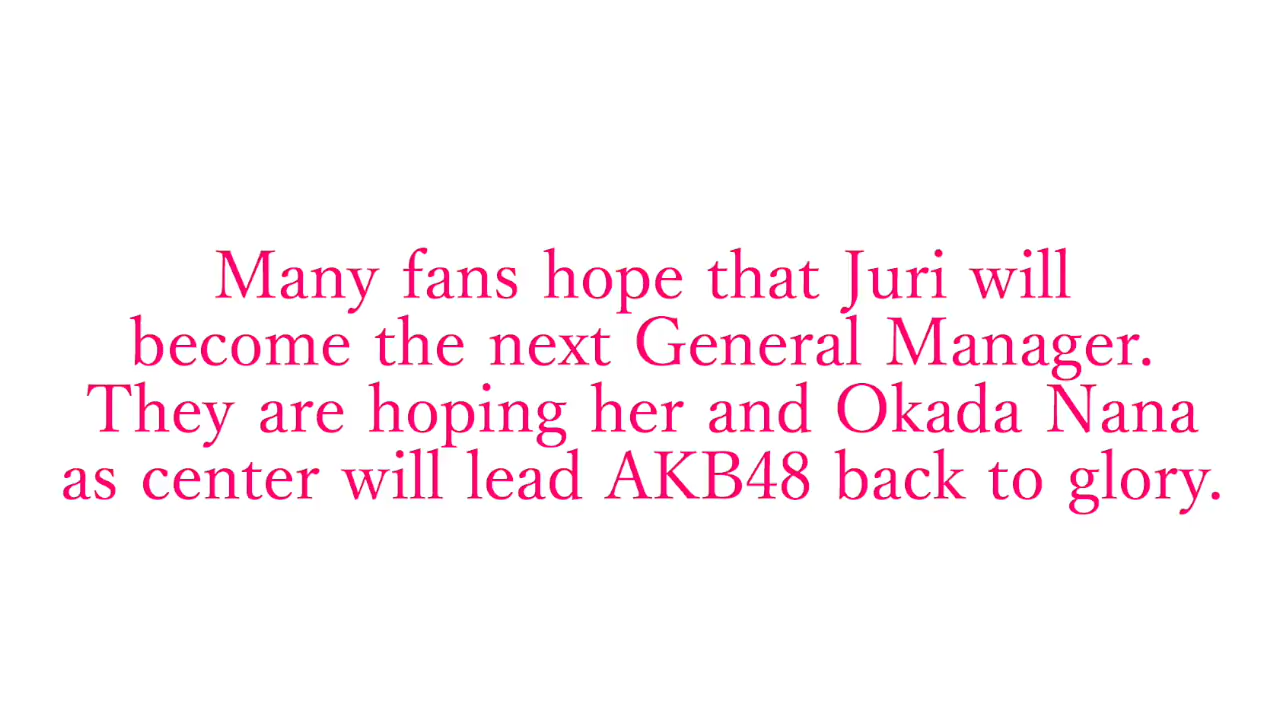 Many fans hope that Juri will
become the next General Manager.
They are hoping her and Okada Nana
as center will lead AKB48 back to glory.